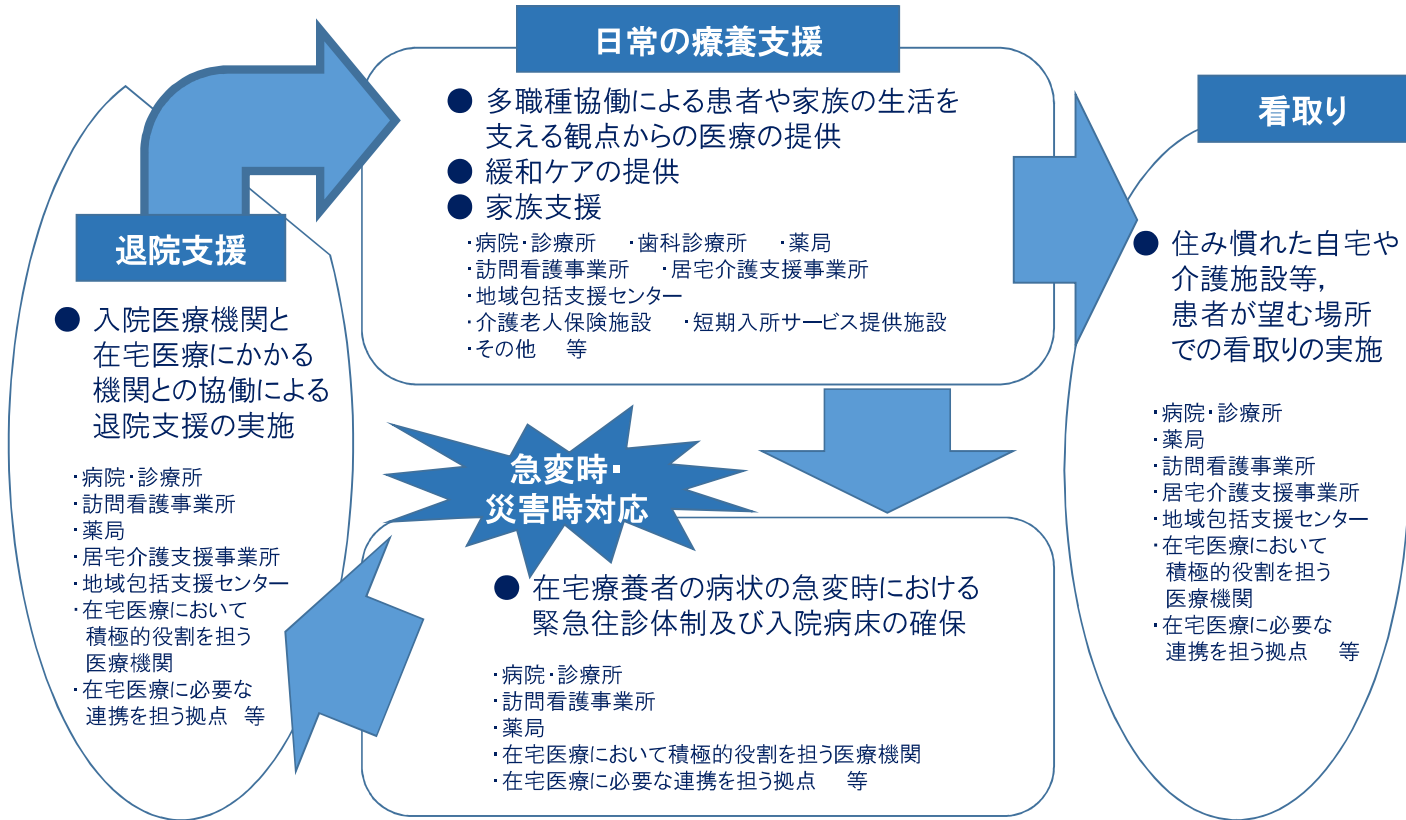 日常の療養支援
● 多職種協働による患者や家族の生活を
支える観点からの医療の提供
● 緩和ケアの提供
● 家族支援
・病院・診療所 ・歯科診療所 ・薬局
・訪問看護事業所 ・居宅介護支援事業所
・地域包括支援センター
・介護老人保険施設 ・短期入所サービス提供施設
・その他 等
退院支援
● 入院医療機関と
在宅医療にかかる
機関との協働による
退院支援の実施
・病院・診療所
・訪問看護事業所
・薬局
・居宅介護支援事業所
・地域包括支援センター
・在宅医療において
積極的役割を担う
医療機関
・在宅医療に必要な
連携を担う拠点 等
急変時・
災害時対応
● 在宅療養者の病状の急変時における
緊急往診体制及び入院病床の確保
・病院・診療所
・訪問看護事業所
・薬局
・在宅医療において積極的役割を担う医療機関
・在宅医療に必要な連携を担う拠点 等
看取り
● 住み慣れた自宅や
介護施設等，
患者が望む場所
での看取りの実施
・病院・診療所
・薬局
・訪問看護事業所
・居宅介護支援事業所
・地域包括支援センター
・在宅医療において
積極的役割を担う
医療機関
・在宅医療に必要な
連携を担う拠点 等